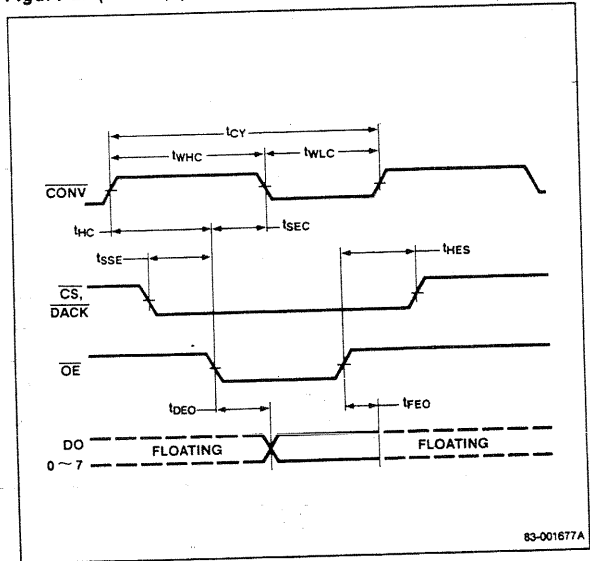 tCY
tWHC
tWLC
CONV
tHC
tSEC
tSSE
tHES
CS,
DACK
OE
tDEO
tFEO
DO
0 ~ 7
FLOATING
FLOATING
83-001677A